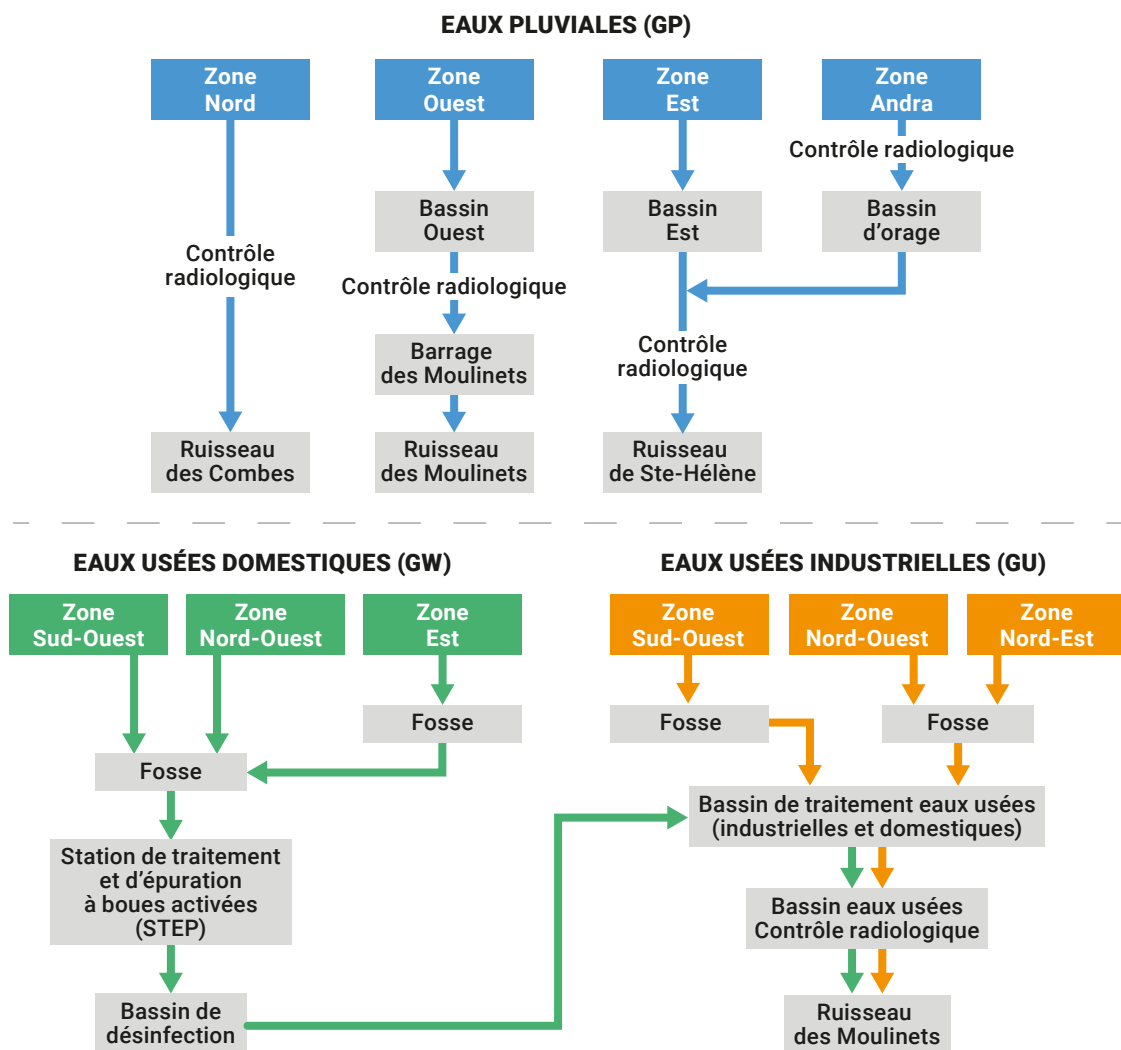 EAUX PLUVIALES (GP)
Zone
Nord
Zone
Ouest
Zone
Est
Zone
Andra
Contrôle radiologique
Bassin
Ouest
Bassin
Est
Bassin
d'orage
Contrôle
radiologique
Contrôle radiologique
Barrage
des Moulinets
Contrôle
radiologique
Ruisseau
des Combes
Ruisseau
des Moulinets
Ruisseau
de Ste-Hélène
EAUX USÉES DOMESTIQUES (GW)
Zone
Sud-Ouest
Zone
Nord-Ouest
Zone
Est
Fosse
Fosse
Station de traitement
et d'épuration
à boues activées
(STEP)
Bassin de
désinfection
EAUX USÉES INDUSTRIELLES (GU)
Zone
Sud-Ouest
Zone
Nord-Ouest
Zone
Nord-Est
Fosse
Fosse
Bassin de traitement eaux usées
(industrielles et domestiques)
Bassin eaux usées
Contrôle radiologique
Ruisseau
des Moulinets